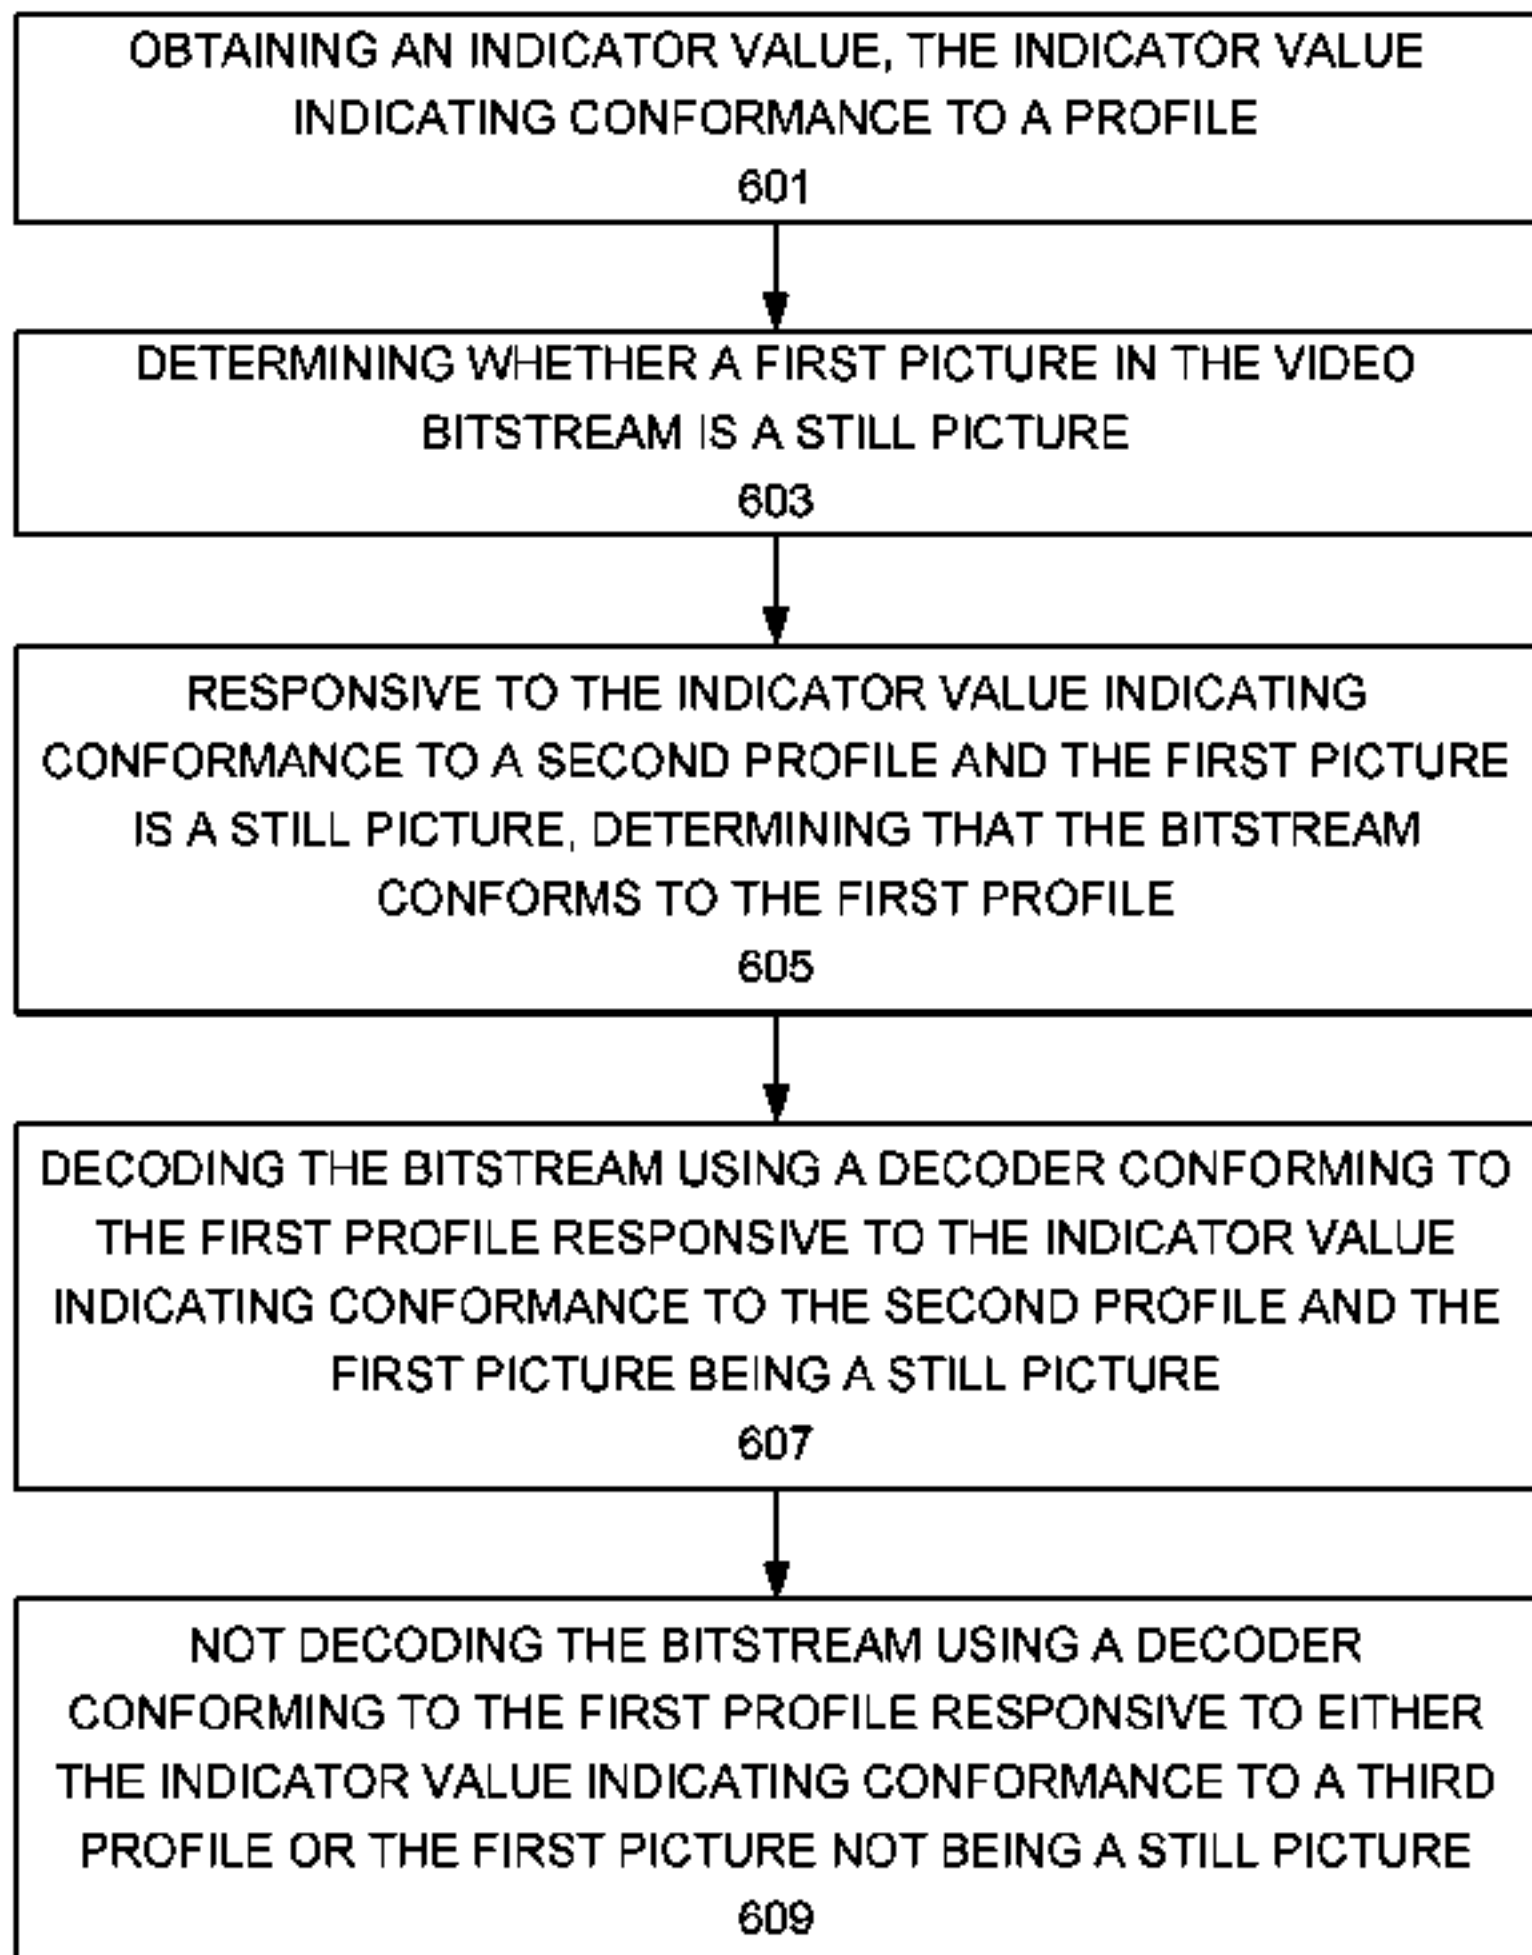 OBTAINING AN INDICATOR VALUE, THE INDICATOR VALUE
INDICATING CONFORMANCE TO A PROFILE
601
DETERMINING WHETHER A FIRST PICTURE IN THE VIDEO
BITSTREAM IS A STILL PICTURE
603
RESPONSIVE TO THE INDICATOR VALUE INDICATING
CONFORMANCE TO A SECOND PROFILE AND THE FIRST PICTURE
IS A STILL PICTURE, DETERMINING THAT THE BITSTREAM
CONFORMS TO THE FIRST PROFILE
605
DECODING THE BITSTREAM USING A DECODER CONFORMING TO
THE FIRST PROFILE RESPONSIVE TO THE INDICATOR VALUE
INDICATING CONFORMANCE TO THE SECOND PROFILE AND THE
FIRST PICTURE BEING A STILL PICTURE
607
NOT DECODING THE BITSTREAM USING A DECODER
CONFORMING TO THE FIRST PROFILE RESPONSIVE TO EITHER
THE INDICATOR VALUE INDICATING CONFORMANCE TO A THIRD
PROFILE OR THE FIRST PICTURE NOT BEING A STILL PICTURE
609